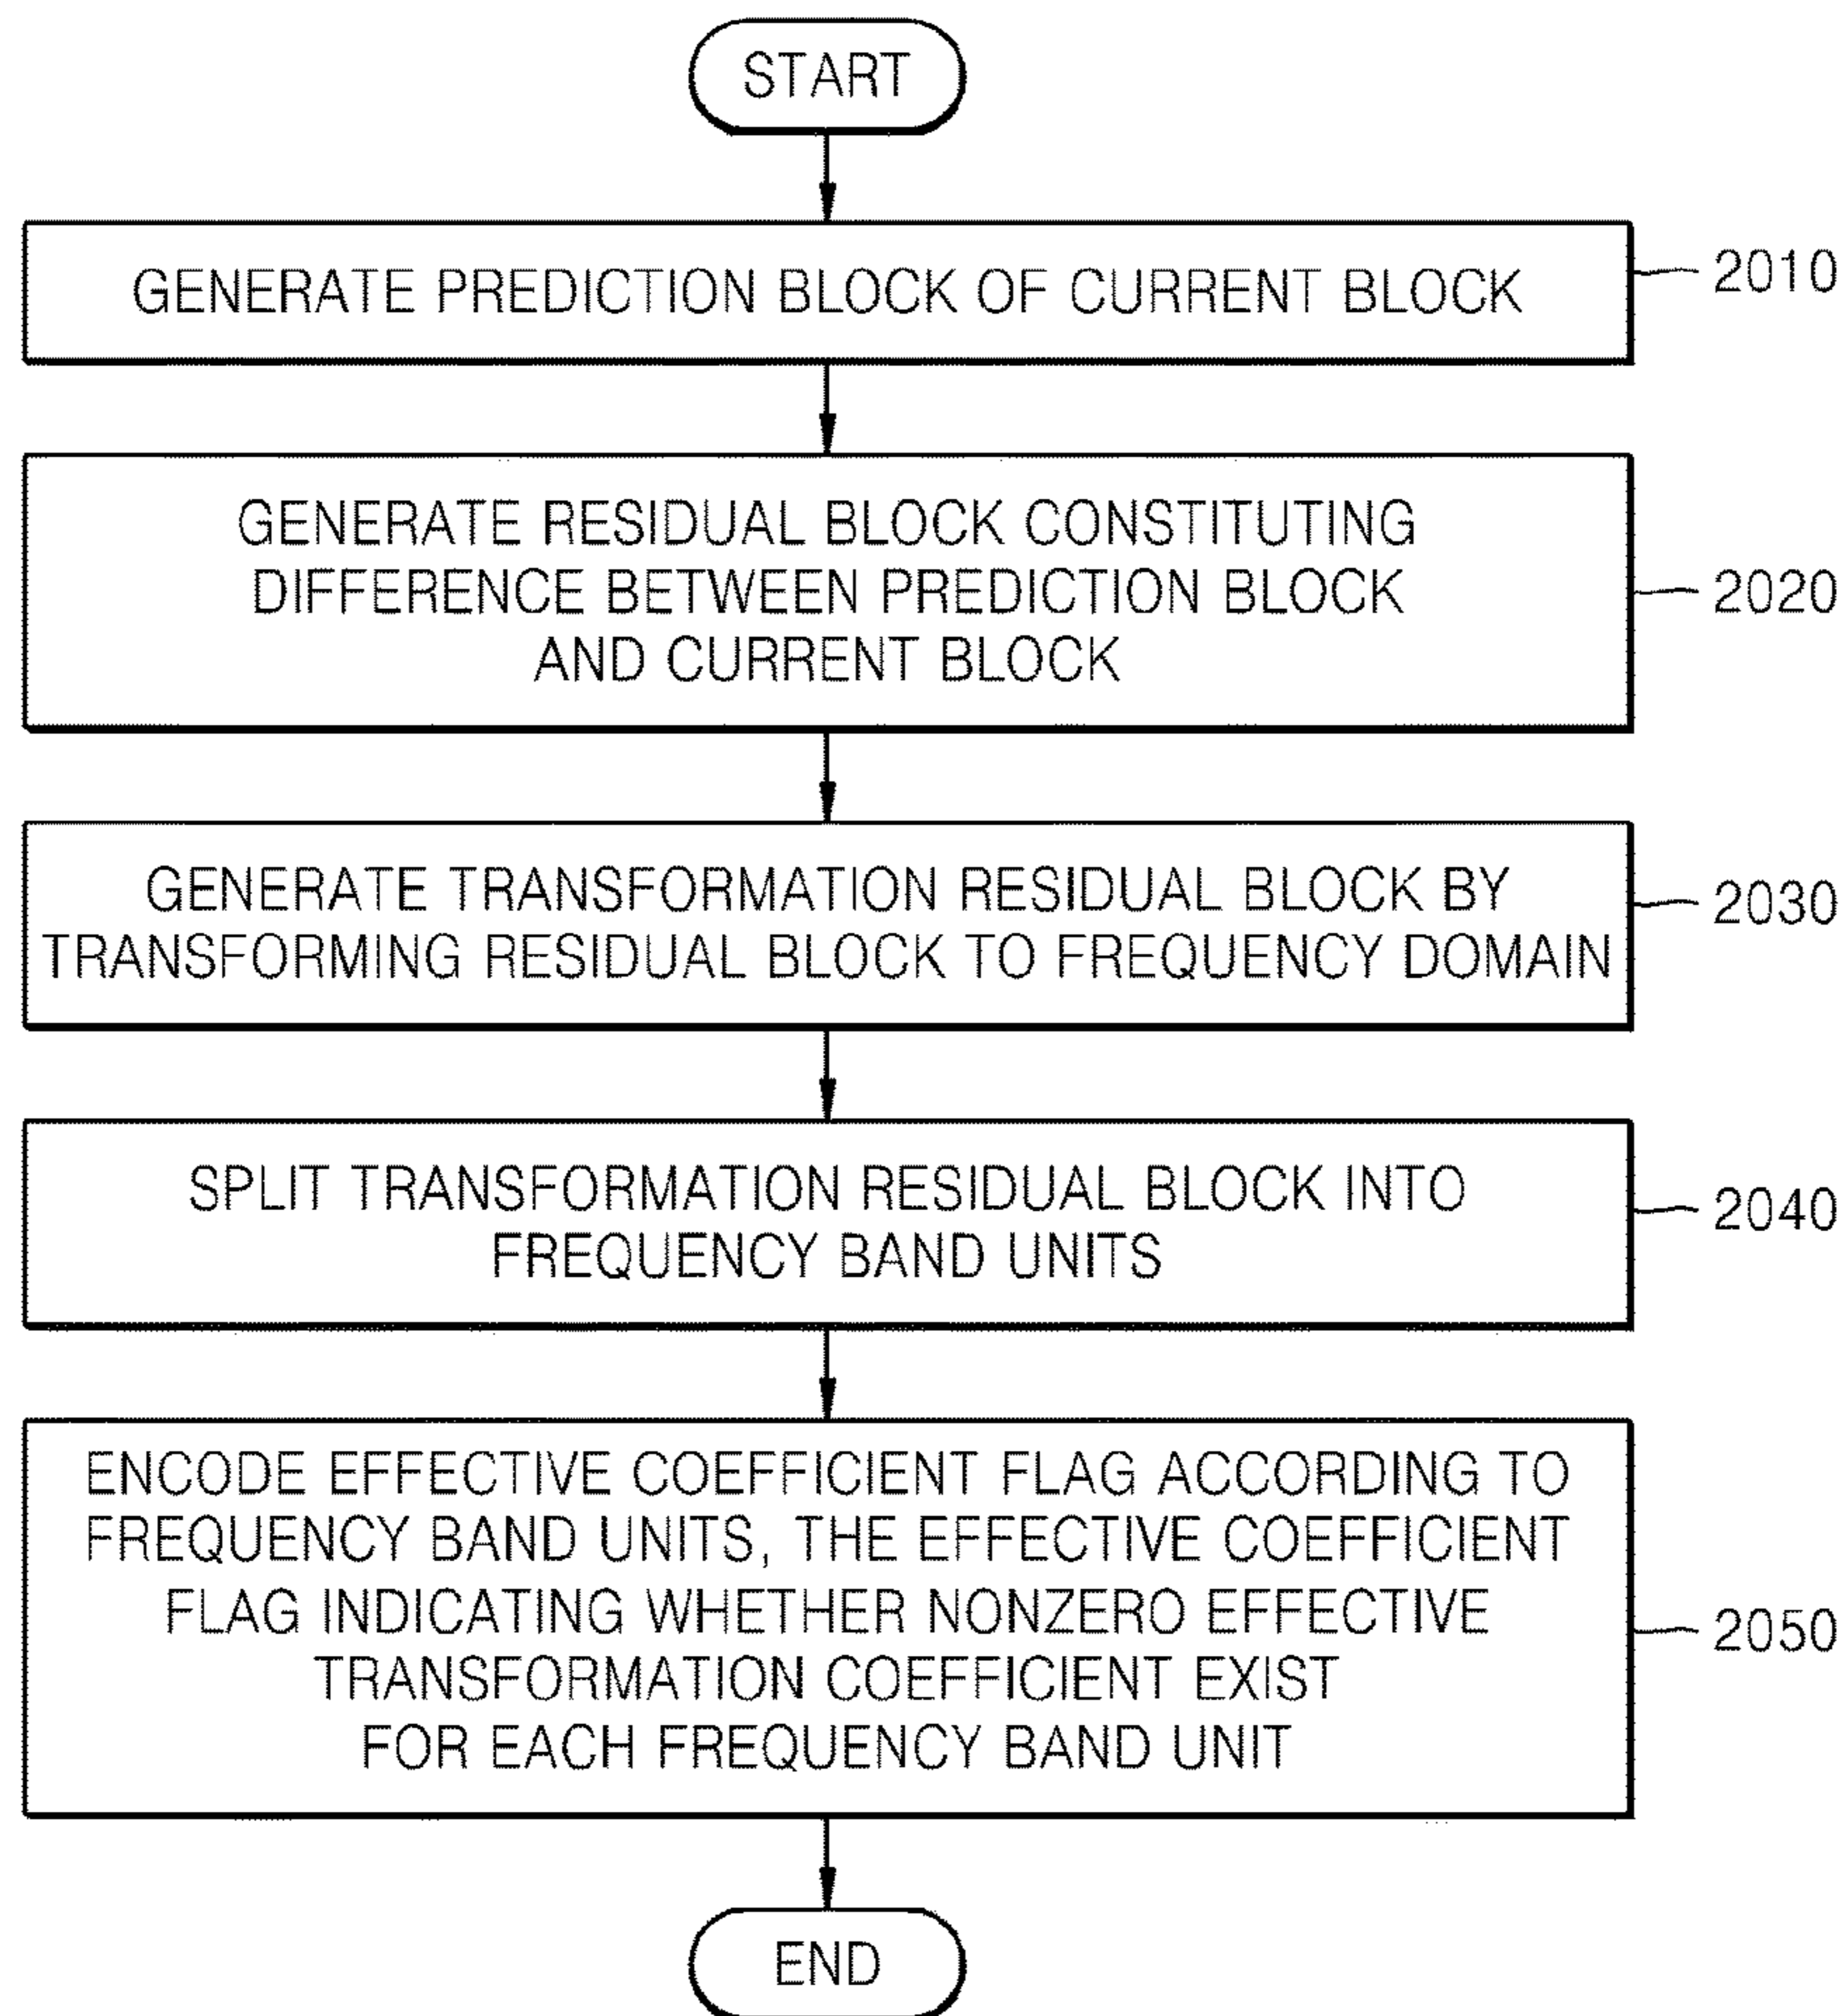 START
GENERATE PREDICTION BLOCK OF CURRENT BLOCK
2010
GENERATE RESIDUAL BLOCK CONSTITUTING
DIFFERENCE BETWEEN PREDICTION BLOCK
AND CURRENT BLOCK
2020
GENERATE TRANSFORMATION RESIDUAL BLOCK BY
TRANSFORMING RESIDUAL BLOCK TO FREQUENCY DOMAIN
2030
SPLIT TRANSFORMATION RESIDUAL BLOCK INTO
FREQUENCY BAND UNITS
2040
ENCODE EFFECTIVE COEFFICIENT FLAG ACCORDING TO
FREQUENCY BAND UNITS, THE EFFECTIVE COEFFICIENT
FLAG INDICATING WHETHER NONZERO EFFECTIVE
TRANSFORMATION COEFFICIENT EXIST
FOR EACH FREQUENCY BAND UNIT
2050
END